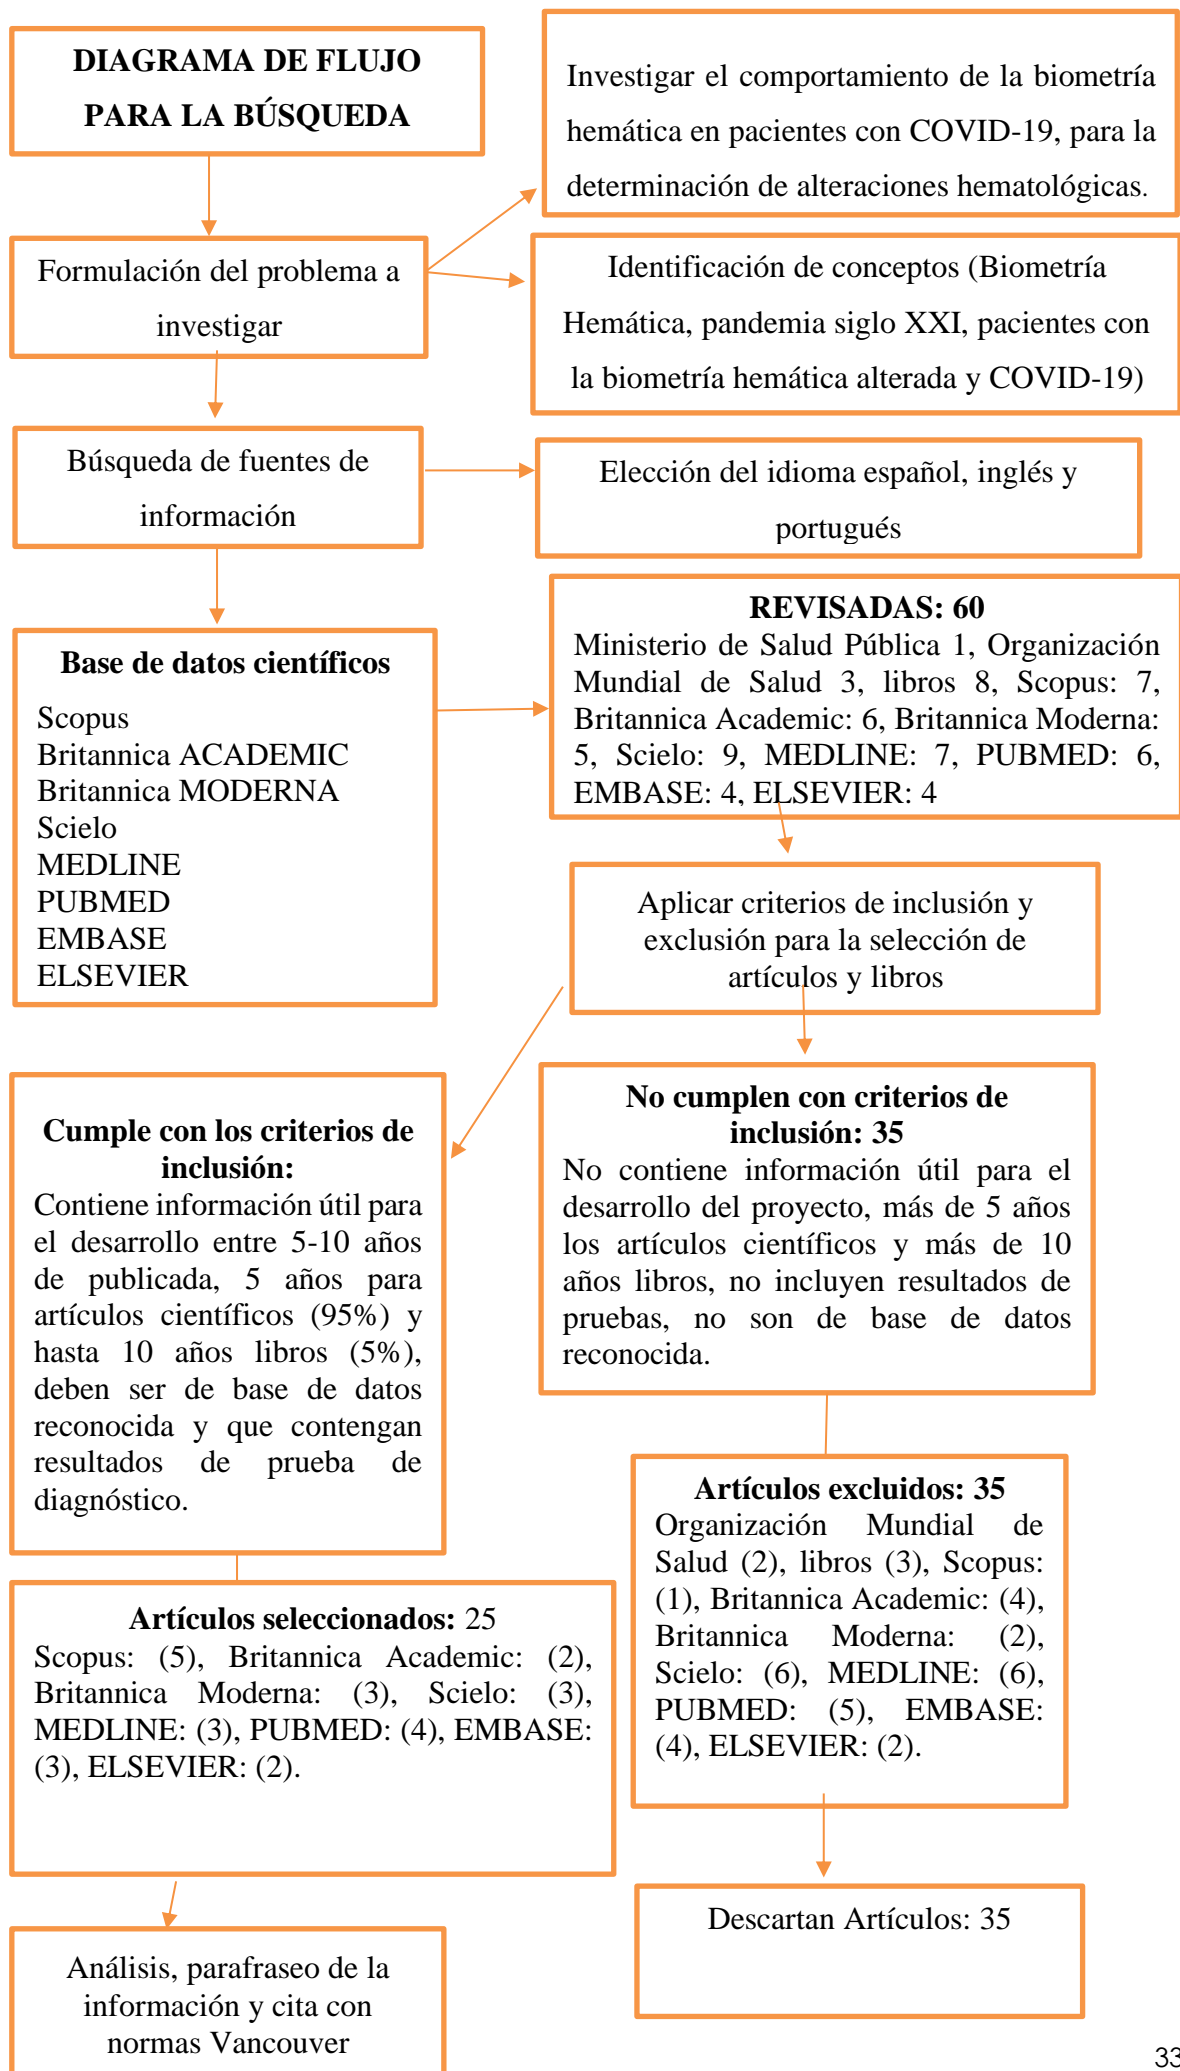 DIAGRAMA DE FLUJO
PARA LA BÚSQUEDA
Investigar el comportamiento de la biometría
hemática en pacientes con COVID-19, para la
determinación de alteraciones hematológicas.
Formulación del problema a
investigar
Identificación de conceptos (Biometría
Hemática, pandemia siglo XXI, pacientes con
la biometría hemática alterada y COVID-19)
Búsqueda de fuentes de
información
Elección del idioma español, inglés y
portugués
Base de datos científicos
Scopus
Britannica ACADEMIC
Britannica MODERNA
Scielo
MEDLINE
PUBMED
EMBASE
ELSEVIER
REVISADAS: 60
Ministerio de Salud Pública 1, Organización
Mundial de Salud 3, libros 8, Scopus: 7,
Britannica Academic: 6, Britannica Moderna:
5, Scielo: 9, MEDLINE: 7, PUBMED: 6,
EMBASE: 4, ELSEVIER: 4
Aplicar criterios de inclusión y
exclusión para la selección de
artículos y libros
Cumple con los criterios de
inclusión:
Contiene información útil para
el desarrollo entre 5-10 años
de publicada, 5 años para
artículos científicos (95%) y
hasta 10 años libros (5%),
deben ser de base de datos
reconocida y que contengan
resultados de prueba de
diagnóstico.
No cumplen con criterios de
inclusión: 35
No contiene información útil para el
desarrollo del proyecto, más de 5 años
los artículos científicos y más de 10
años libros, no incluyen resultados de
pruebas, no son de base de datos
reconocida.
Artículos seleccionados: 25
Scopus: (5), Britannica Academic: (2),
Britannica Moderna: (3), Scielo: (3),
MEDLINE: (3), PUBMED: (4), EMBASE:
(3), ELSEVIER: (2).
Artículos excluidos: 35
Organización Mundial de
Salud (2), libros (3), Scopus:
(1), Britannica Academic: (4),
Britannica Moderna: (2),
Scielo: (6), MEDLINE: (6),
PUBMED: (5), EMBASE:
(4), ELSEVIER: (2).
Análisis, parafraseo de la
información y cita con
normas Vancouver
Descartan Artículos: 35
33